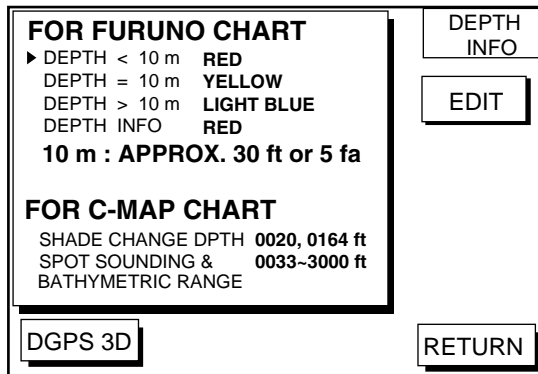 FOR FURUNO CHART
DEPTH < 10 m RED
DEPTH = 10 m YELLOW
DEPTH > 10 m LIGHT BLUE
DEPTH INFO RED
10 m : APPROX. 30 ft or 5 fa
FOR C-MAP CHART
SHADE CHANGE DPTH 0020, 0164 ft
SPOT SOUNDING & 0033~3000 ft
BATHYMETRIC RANGE
DEPTH
INFO
EDIT
DGPS 3D
RETURN